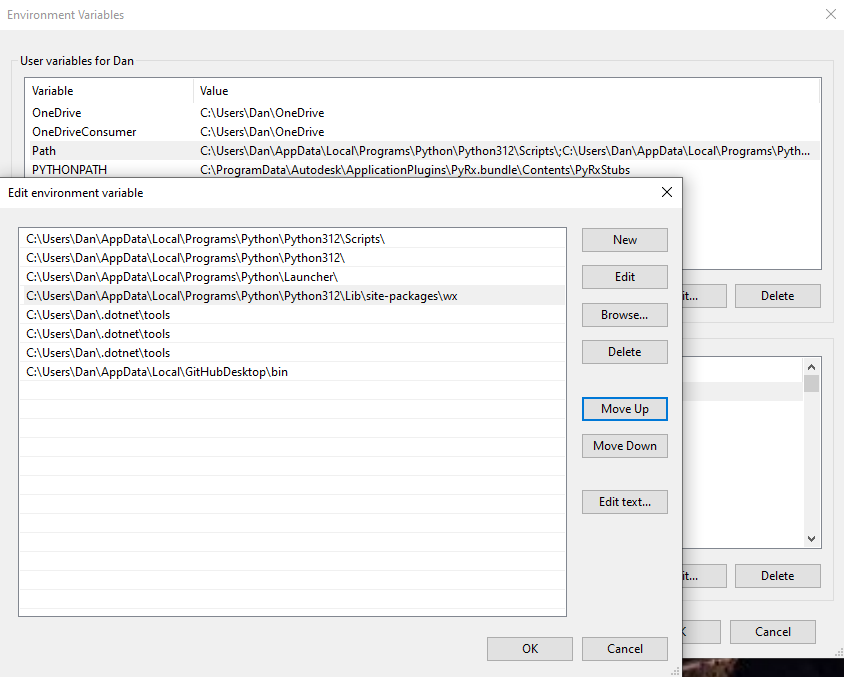 Environment Variables
User variables for Dan
Variable Value
OneDrive C:\Users\Dan\OneDrive
OneDriveConsumer C:\Users\Dan\OneDrive
Path C:\Users\Dan\AppData\Local\Programs\Python\Python312\Scripts\;C:\Users\Dan\AppData\Local\Programs\Pyth...
PYTHONPATH C:\ProgramData\Autodesk\ApplicationPlugins\PyRx.bundle\Contents\PyRxStubs
Edit environment variable
C:\Users\Dan\AppData\Local\Programs\Python\Python312\Scripts\
C:\Users\Dan\AppData\Local\Programs\Python\Python312\
C:\Users\Dan\AppData\Local\Programs\Python\Launcher\
C:\Users\Dan\AppData\Local\Programs\Python\Python312\Lib\site-packages\wx
C:\Users\Dan\.dotnet\tools
C:\Users\Dan\.dotnet\tools
C:\Users\Dan\.dotnet\tools
C:\Users\Dan\AppData\Local\GitHubDesktop\bin
New
Edit
Browse...
Delete
Move Up
Move Down
Edit text...
OK
Cancel
it...
Delete
it...
Delete
K
Cancel